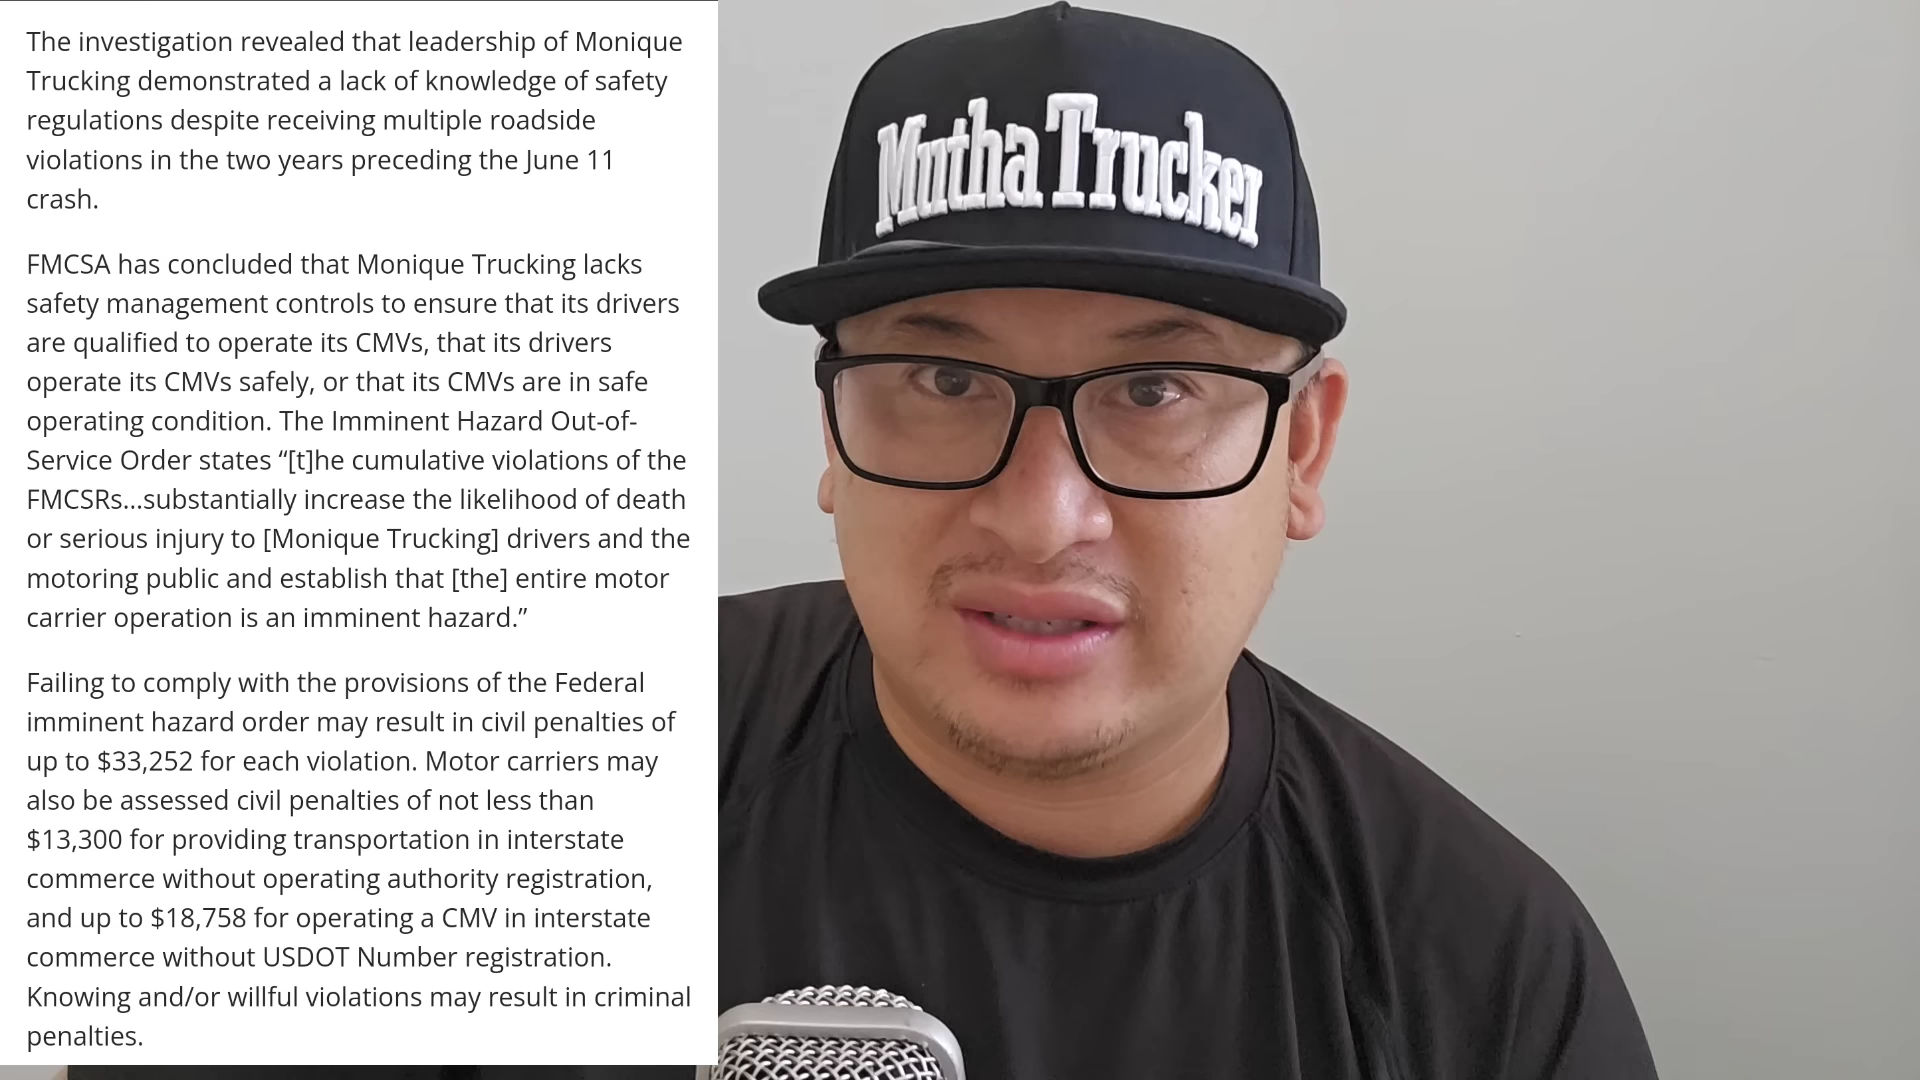 The investigation revealed that leadership of Monique
Trucking demonstrated a lack of knowledge of safety
regulations despite receiving multiple roadside
violations in the two years preceding the June 11
crash.
FMCSA has concluded that Monique Trucking lacks
safety management controls to ensure that its drivers
are qualified to operate its CMVs, that its drivers
operate its CMVs safely, or that its CMVs are in safe
operating condition. The Imminent Hazard Out-of-
Service Order states “[t]he cumulative violations of the
FMCSRs...substantially increase the likelihood of death
or serious injury to [Monique Trucking] drivers and the
motoring public and establish that [the] entire motor
carrier operation is an imminent hazard.”
Failing to comply with the provisions of the Federal
imminent hazard order may result in civil penalties of
up to $33,252 for each violation. Motor carriers may
also be assessed civil penalties of not less than
$13,300 for providing transportation in interstate
commerce without operating authority registration,
and up to $18,758 for operating a CMV in interstate
commerce without USDOT Number registration.
Knowing and/or willful violations may result in criminal
penalties.
Mutha Trucker